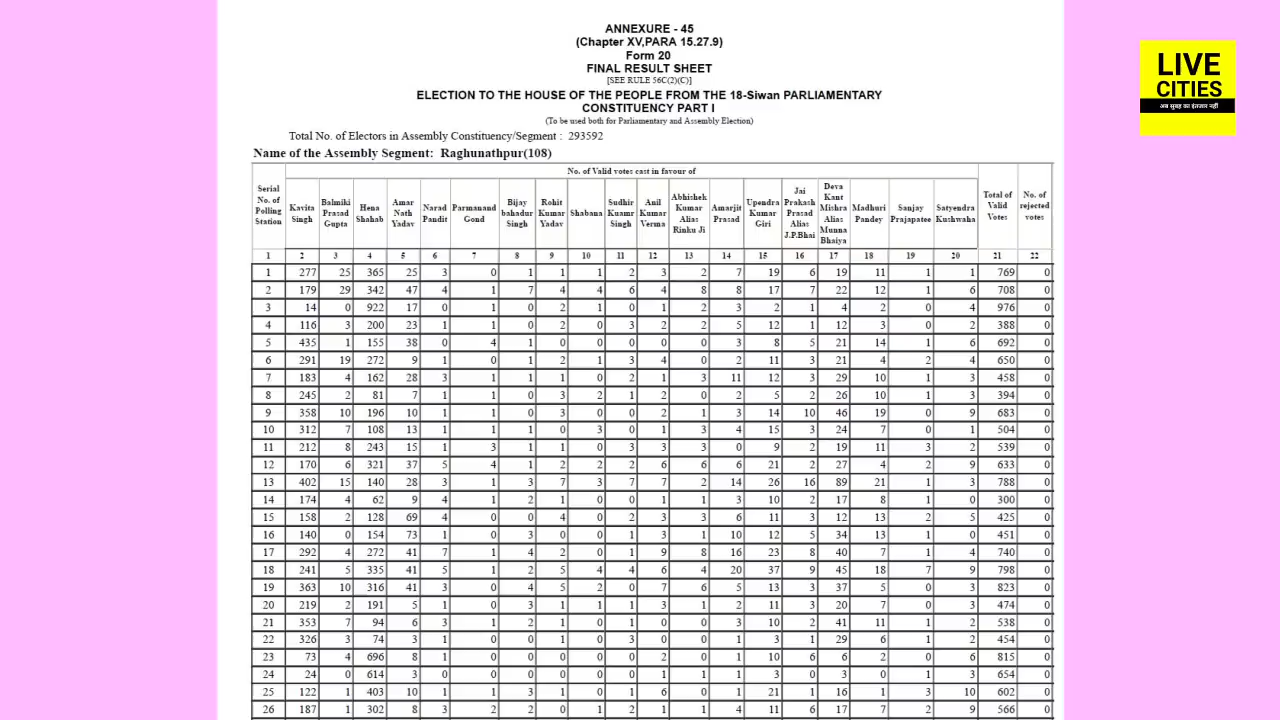 ANNEXURE - 45
(Chapter XV,PARA 15.27.9)
Form 20
FINAL RESULT SHEET
[SEE RULE 56C(2)(C)]
ELECTION TO THE HOUSE OF THE PEOPLE FROM THE 18-Siwan PARLIAMENTARY
CONSTITUENCY PART I
(To be used both for Parliamentary and Assembly Election)
Total No. of Electors in Assembly Constituency/Segment : 293592
Name of the Assembly Segment: Raghunathpur(108)
LIVE
CITIES
अब सुबह का इंतजार नहीं
Serial No. of Polling Station
No. of Valid votes cast in favour of
Total of Valid Votes
No. of rejected votes
Kavita Singh
Balmiki Prasad Gupta
Hena Shahab
Amar Nath Yadav
Narad Pandit
Parmanand Gond
Bijay bahadur Singh
Rohit Kumar Yadav
Shabana
Sudhir Kuamr Singh
Anil Kumar Verma
Abhishek Kumar Alias Rinku Ji
Amarjit Prasad
Upendra Kumar Giri
Jai Prakash Prasad Alias J.P.Bhai
Deva Kant Mishra Alias Munna Bhaiya
Madhuri Pandey
Sanjay Prajapatee
Satyendra Kushwaha
1 2 3 4 5 6 7 8 9 10 11 12 13 14 15 16 17 18 19 20 21 22
1 277 25 365 25 3 0 1 1 1 2 3 2 7 19 6 19 11 1 1 769 0
2 179 29 342 47 4 1 7 4 4 6 4 8 8 17 7 22 12 1 6 708 0
3 14 0 922 17 0 1 0 2 1 0 1 2 3 2 1 4 2 0 4 976 0
4 116 3 200 23 1 1 0 2 0 3 2 2 5 12 1 12 3 0 2 388 0
5 435 1 155 38 0 4 1 0 0 0 0 0 3 8 5 21 14 1 6 692 0
6 291 19 272 9 1 0 1 2 1 3 4 0 2 11 3 21 4 2 4 650 0
7 183 4 162 28 3 1 1 1 0 2 1 3 11 12 3 29 10 1 3 458 0
8 245 2 81 7 1 1 0 3 2 1 2 0 2 5 2 26 10 1 3 394 0
9 358 10 196 10 1 1 0 3 0 0 2 1 3 14 10 46 19 0 9 683 0
10 312 7 108 13 1 1 1 0 3 0 1 3 4 15 3 24 7 0 1 504 0
11 212 8 243 15 1 3 1 1 0 3 3 3 0 9 2 19 11 3 2 539 0
12 170 6 321 37 5 4 1 2 2 2 6 6 6 21 2 27 4 2 9 633 0
13 402 15 140 28 3 1 3 7 3 7 7 2 14 26 16 89 21 1 3 788 0
14 174 4 62 9 4 1 2 1 0 0 1 1 3 10 2 17 8 1 0 300 0
15 158 2 128 69 4 0 0 4 0 2 3 3 6 11 3 12 13 2 5 425 0
16 140 0 154 73 1 0 3 0 0 1 3 1 10 12 5 34 13 1 0 451 0
17 292 4 272 41 7 1 4 2 0 1 9 8 16 23 8 40 7 1 4 740 0
18 241 5 335 41 5 1 2 5 4 4 6 4 20 37 9 45 18 7 9 798 0
19 363 10 316 41 3 0 4 5 2 0 7 6 5 13 3 37 5 0 3 823 0
20 219 2 191 5 1 0 3 1 1 1 3 1 2 11 3 20 7 0 3 474 0
21 353 7 94 6 3 1 2 1 0 1 0 0 3 10 2 41 11 1 2 538 0
22 326 3 74 3 1 0 0 1 0 3 0 0 1 3 1 29 6 1 2 454 0
23 73 4 696 8 1 0 0 0 0 0 2 0 1 10 6 6 2 0 6 815 0
24 24 0 614 3 0 0 0 0 0 0 1 1 1 3 0 3 0 1 3 654 0
25 122 1 403 10 1 1 3 1 0 1 6 0 1 21 1 16 1 3 10 602 0
26 187 1 302 8 3 2 2 0 1 2 1 1 4 11 6 17 7 2 9 566 0